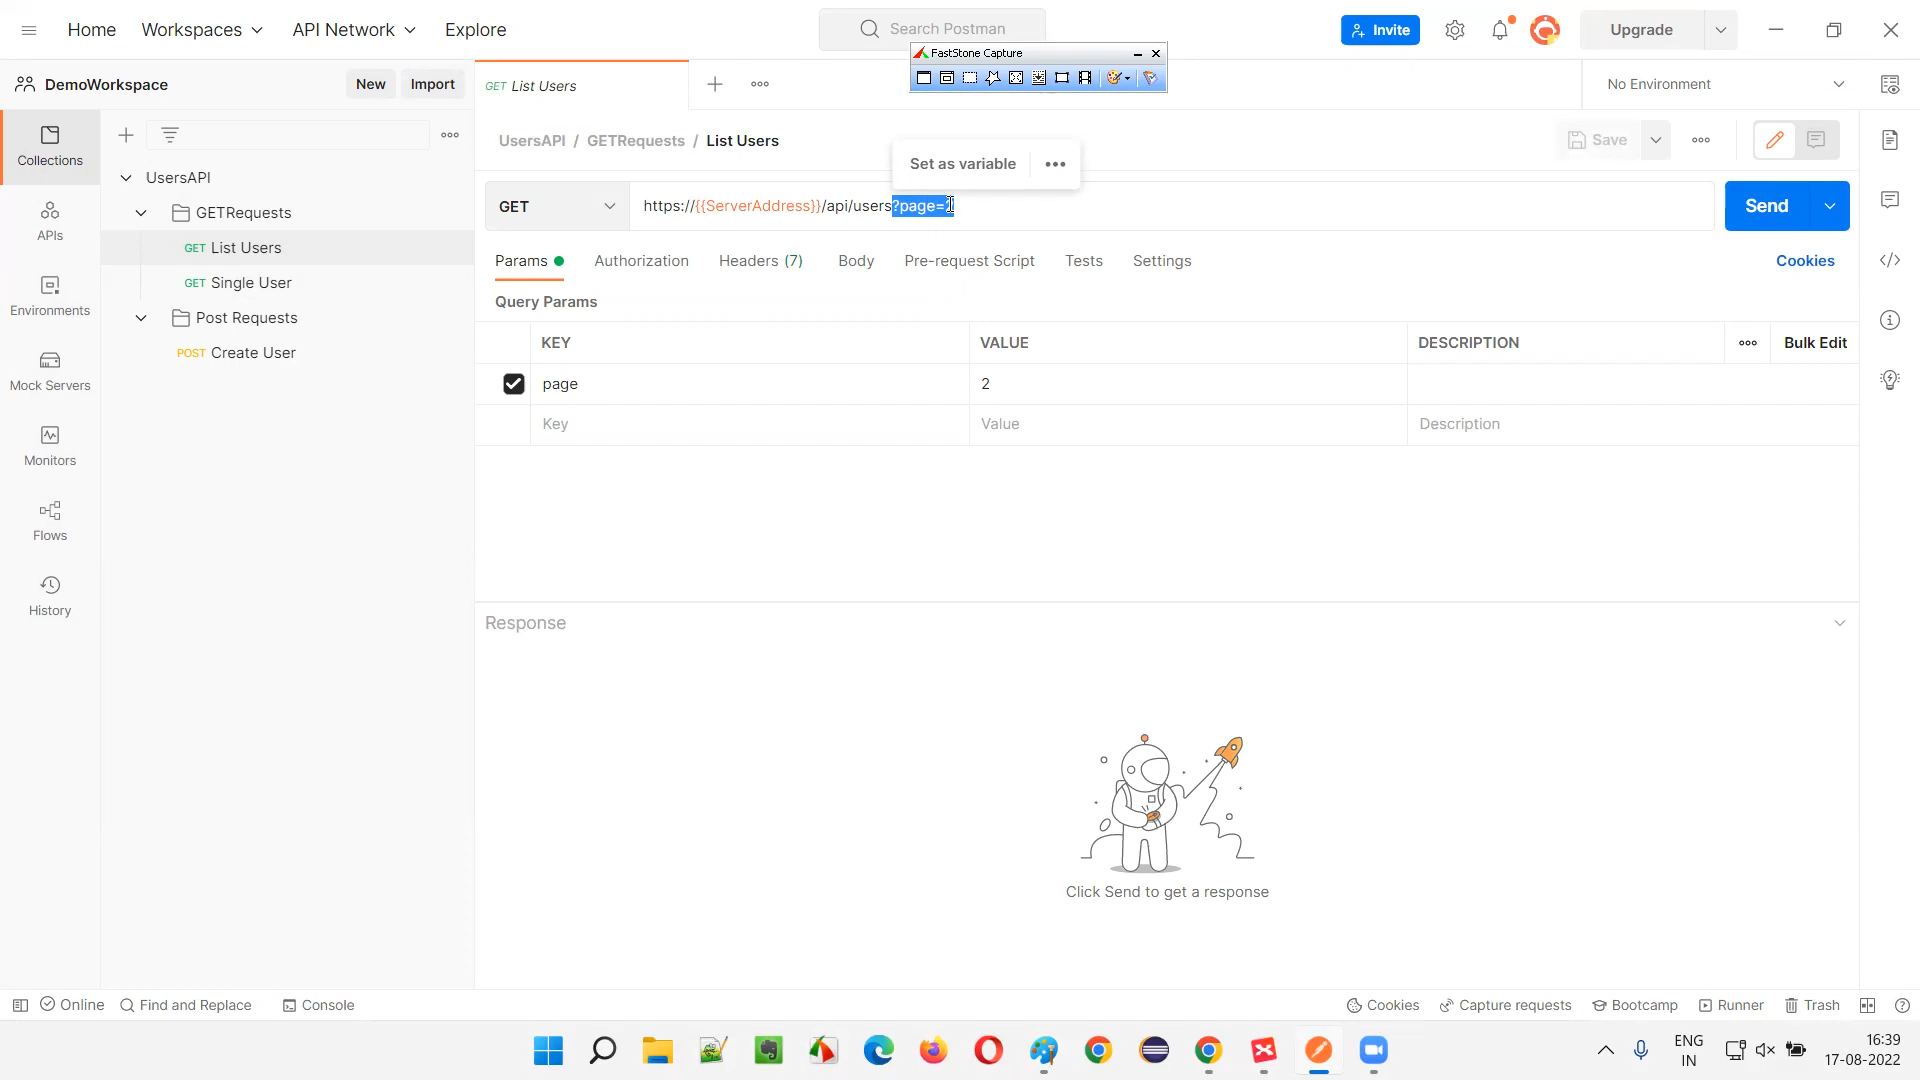 Home
Workspaces
API Network
Explore
Search Postman
Invite
Upgrade
FastStone Capture
DemoWorkspace
New
Import
GET List Users
No Environment
Collections
APIs
Environments
Mock Servers
Monitors
Flows
History
UsersAPI
GETRequests
GET List Users
GET Single User
Post Requests
POST Create User
UsersAPI / GETRequests / List Users
Save
Set as variable
GET
https://{{ServerAddress}}/api/users?page=2
Send
Params
Authorization
Headers (7)
Body
Pre-request Script
Tests
Settings
Cookies
Query Params
KEY
VALUE
DESCRIPTION
Bulk Edit
page
2
Key
Value
Description
Response
Click Send to get a response
Online
Find and Replace
Console
Cookies
Capture requests
Bootcamp
Runner
Trash
ENG
IN
16:39
17-08-2022